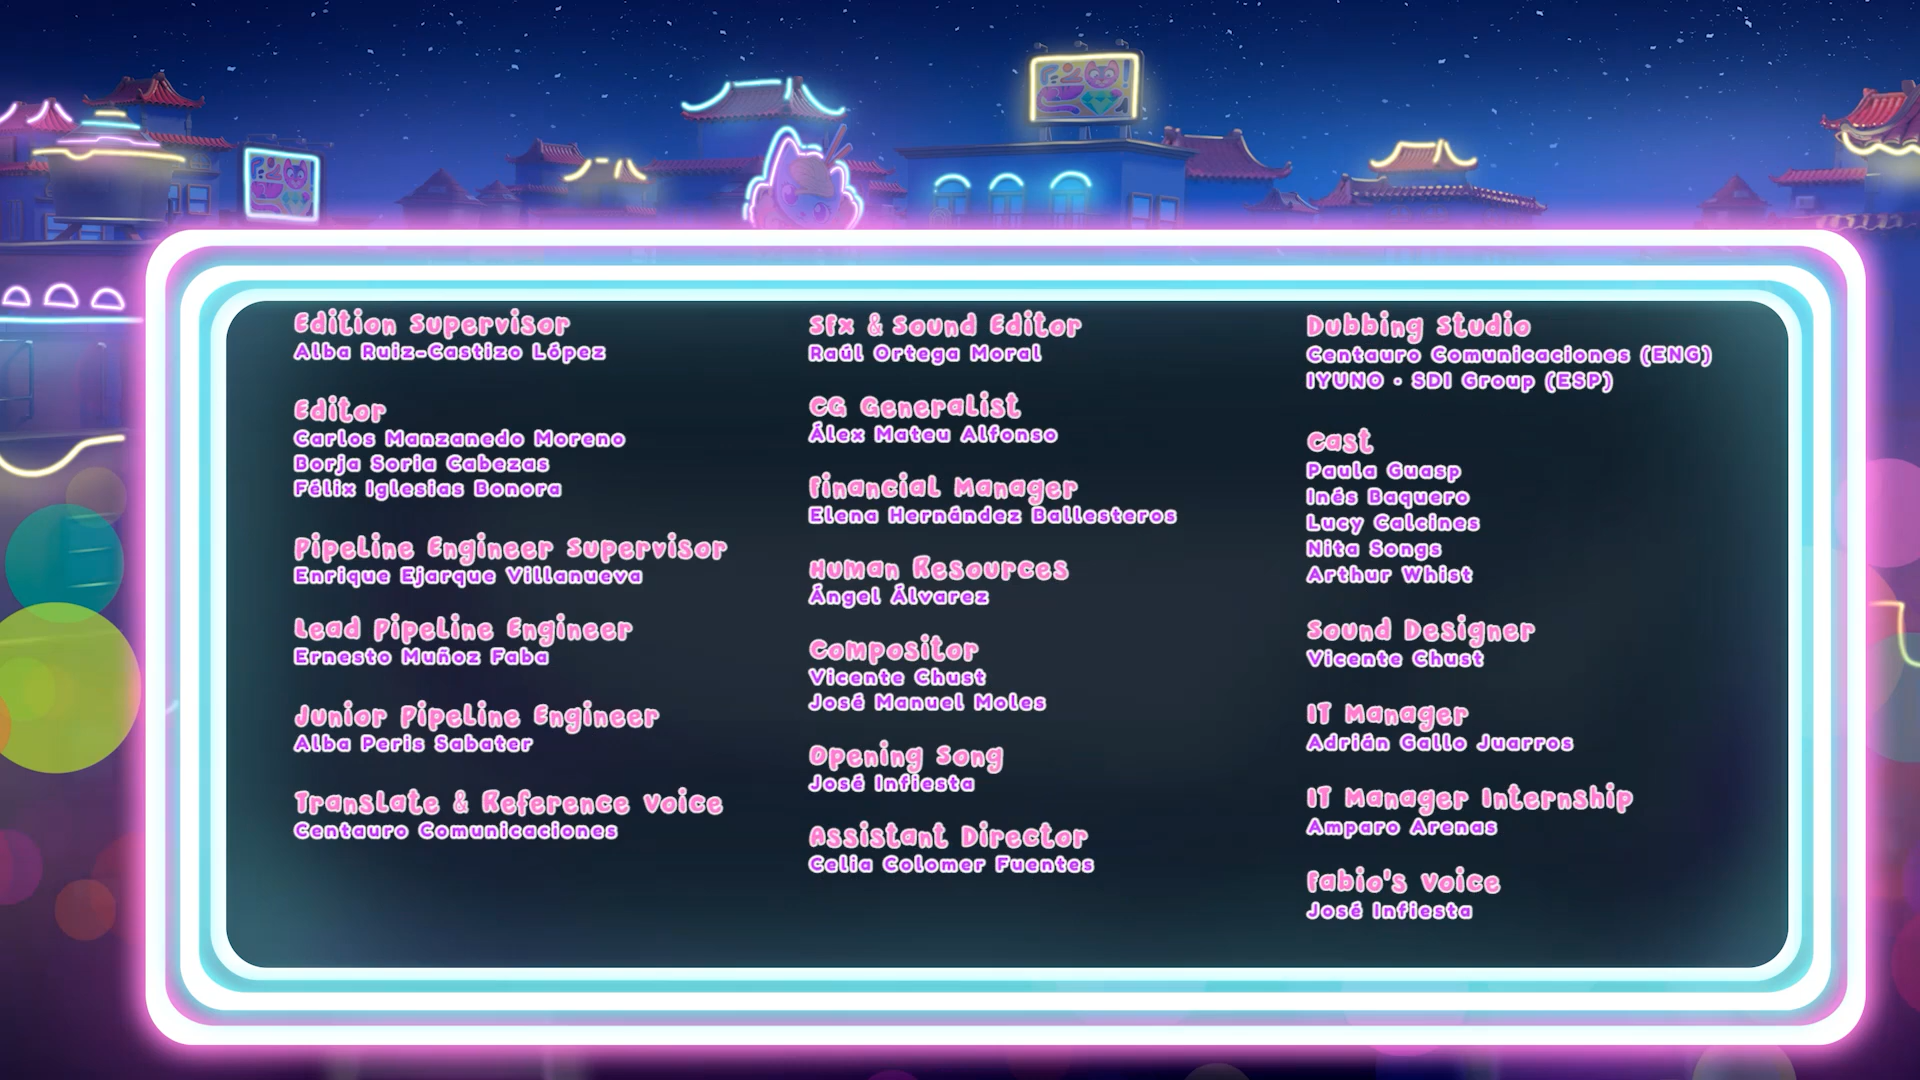 Edition Supervisor
Alba Ruiz-Castizo López
Editor
Carlos Manzanedo Moreno
Borja Soria Cabezas
Félix Iglesias Bonora
Pipeline Engineer Supervisor
Enrique Ejarque Villanueva
Lead Pipeline Engineer
Ernesto Muñoz Faba
Junior Pipeline Engineer
Alba Peris Sabater
Translate & Reference Voice
Centauro Comunicaciones
Sfx & Sound Editor
Raúl Ortega Moral
CG Generalist
Álex Mateu Alfonso
Financial Manager
Elena Hernández Ballesteros
Human Resources
Ángel Álvarez
Compositor
Vicente Chust
José Manuel Moles
Opening Song
José Infiesta
Assistant Director
Celia Colomer Fuentes
Dubbing Studio
Centauro Comunicaciones (ENG)
IYUNO • SDI Group (ESP)
Cast
Paula Guasp
Inés Baquero
Lucy Calcines
Nita Songs
Arthur Whist
Sound Designer
Vicente Chust
IT Manager
Adrián Gallo Juarros
IT Manager Internship
Amparo Arenas
Fabio's Voice
José Infiesta